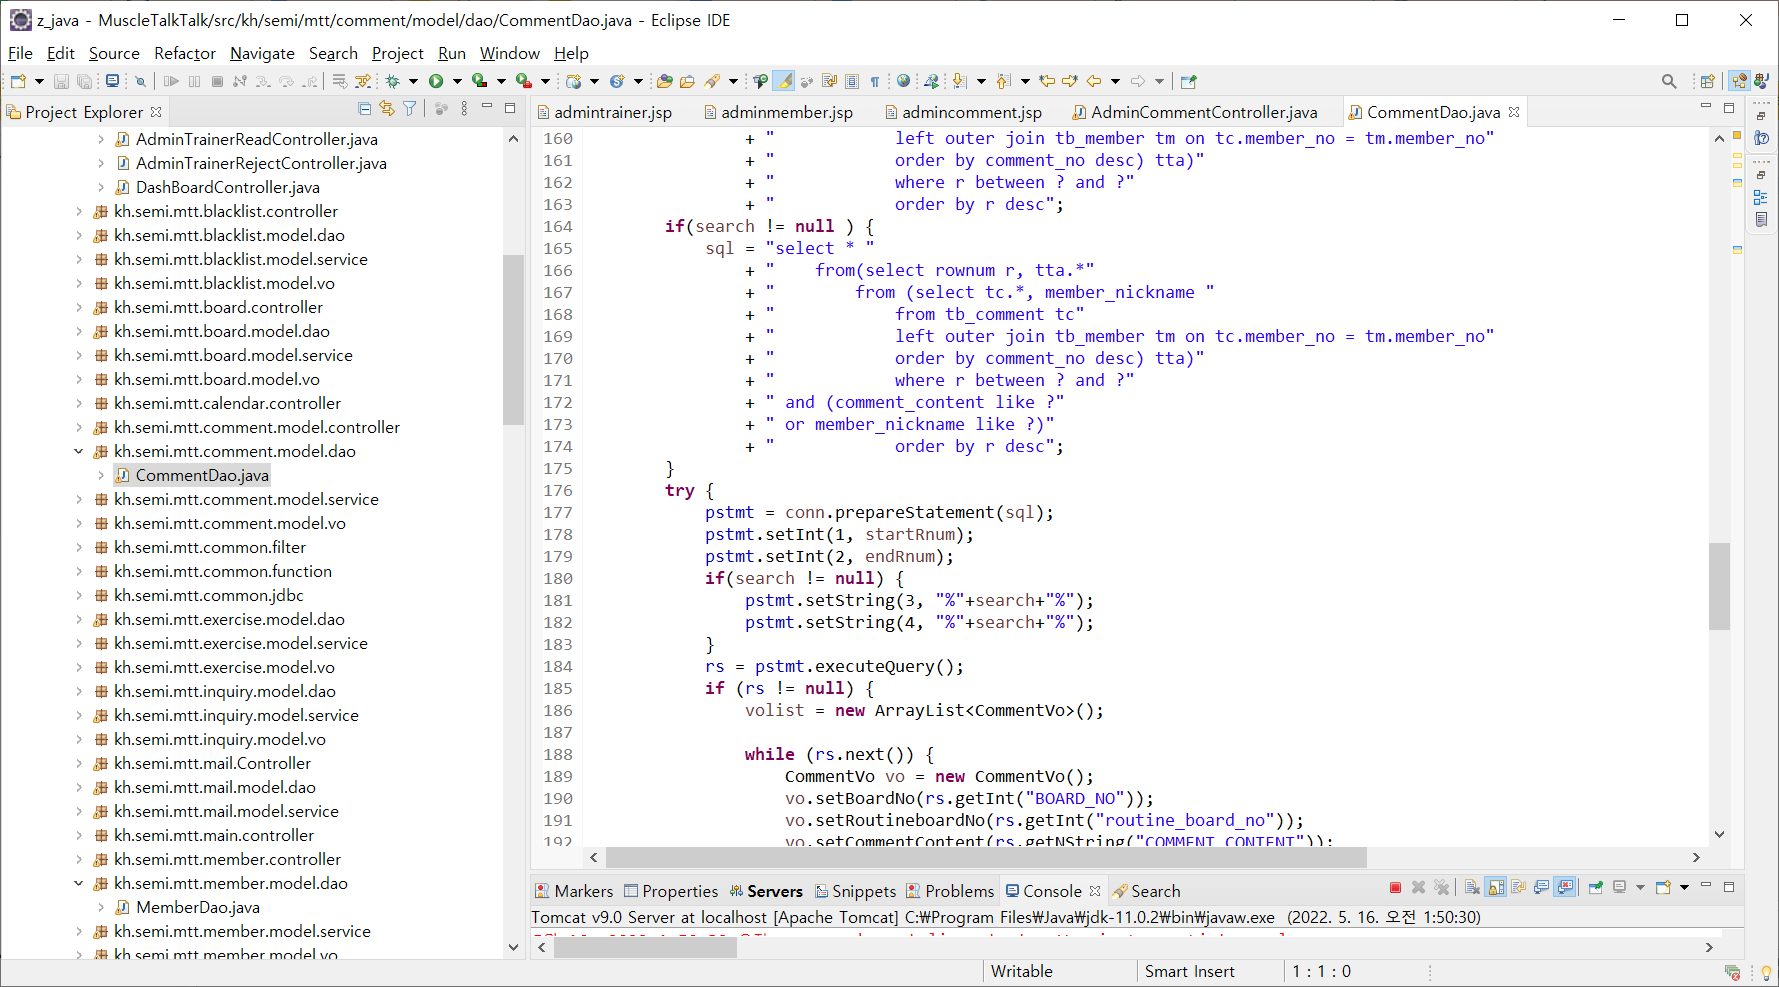 z_java - MuscleTalkTalk/src/kh/semi/mtt/comment/model/dao/CommentDao.java - Eclipse IDE
File Edit Source Refactor Navigate Search Project Run Window Help
Project Explorer
AdminTrainerReadController.java
AdminTrainerRejectController.java
DashBoardController.java
kh.semi.mtt.blacklist.controller
kh.semi.mtt.blacklist.model.dao
kh.semi.mtt.blacklist.model.service
kh.semi.mtt.blacklist.model.vo
kh.semi.mtt.board.controller
kh.semi.mtt.board.model.dao
kh.semi.mtt.board.model.service
kh.semi.mtt.board.model.vo
kh.semi.mtt.calendar.controller
kh.semi.mtt.comment.model.controller
kh.semi.mtt.comment.model.dao
CommentDao.java
kh.semi.mtt.comment.model.service
kh.semi.mtt.comment.model.vo
kh.semi.mtt.common.filter
kh.semi.mtt.common.function
kh.semi.mtt.common.jdbc
kh.semi.mtt.exercise.model.dao
kh.semi.mtt.exercise.model.service
kh.semi.mtt.exercise.model.vo
kh.semi.mtt.inquiry.model.dao
kh.semi.mtt.inquiry.model.service
kh.semi.mtt.inquiry.model.vo
kh.semi.mtt.mail.Controller
kh.semi.mtt.mail.model.dao
kh.semi.mtt.mail.model.service
kh.semi.mtt.main.controller
kh.semi.mtt.member.controller
kh.semi.mtt.member.model.dao
MemberDao.java
kh.semi.mtt.member.model.service
kh.semi.mtt.member.model.vo
admintrainer.jsp adminmember.jsp admincomment.jsp AdminCommentController.java CommentDao.java
160 + "            left outer join tb_member tm on tc.member_no = tm.member_no"
161 + "            order by comment_no desc) tta)"
162 + "            where r between ? and ?"
163 + "            order by r desc";
164 if(search != null ) {
165 sql = "select * "
166 + "    from(select rownum r, tta.*"
167 + "        from (select tc.*, member_nickname "
168 + "            from tb_comment tc"
169 + "            left outer join tb_member tm on tc.member_no = tm.member_no"
170 + "            order by comment_no desc) tta)"
171 + "            where r between ? and ?"
172 + " and (comment_content like ?"
173 + " or member_nickname like ?)"
174 + "            order by r desc";
175 }
176 try {
177 pstmt = conn.prepareStatement(sql);
178 pstmt.setInt(1, startRnum);
179 pstmt.setInt(2, endRnum);
180 if(search != null) {
181 pstmt.setString(3, "%"+search+"%");
182 pstmt.setString(4, "%"+search+"%");
183 }
184 rs = pstmt.executeQuery();
185 if (rs != null) {
186 volist = new ArrayList<CommentVo>();
187
188 while (rs.next()) {
189 CommentVo vo = new CommentVo();
190 vo.setBoardNo(rs.getInt("BOARD_NO"));
191 vo.setRoutineboardNo(rs.getInt("routine_board_no"));
192 vo.setCommentContent(rs.getNString("COMMENT_CONTENT"));
Markers Properties Servers Snippets Problems Console Search
Tomcat v9.0 Server at localhost [Apache Tomcat] C:₩Program Files₩Java₩jdk-11.0.2₩bin₩javaw.exe (2022. 5. 16. 오전 1:50:30)
Writable Smart Insert 1 : 1 : 0